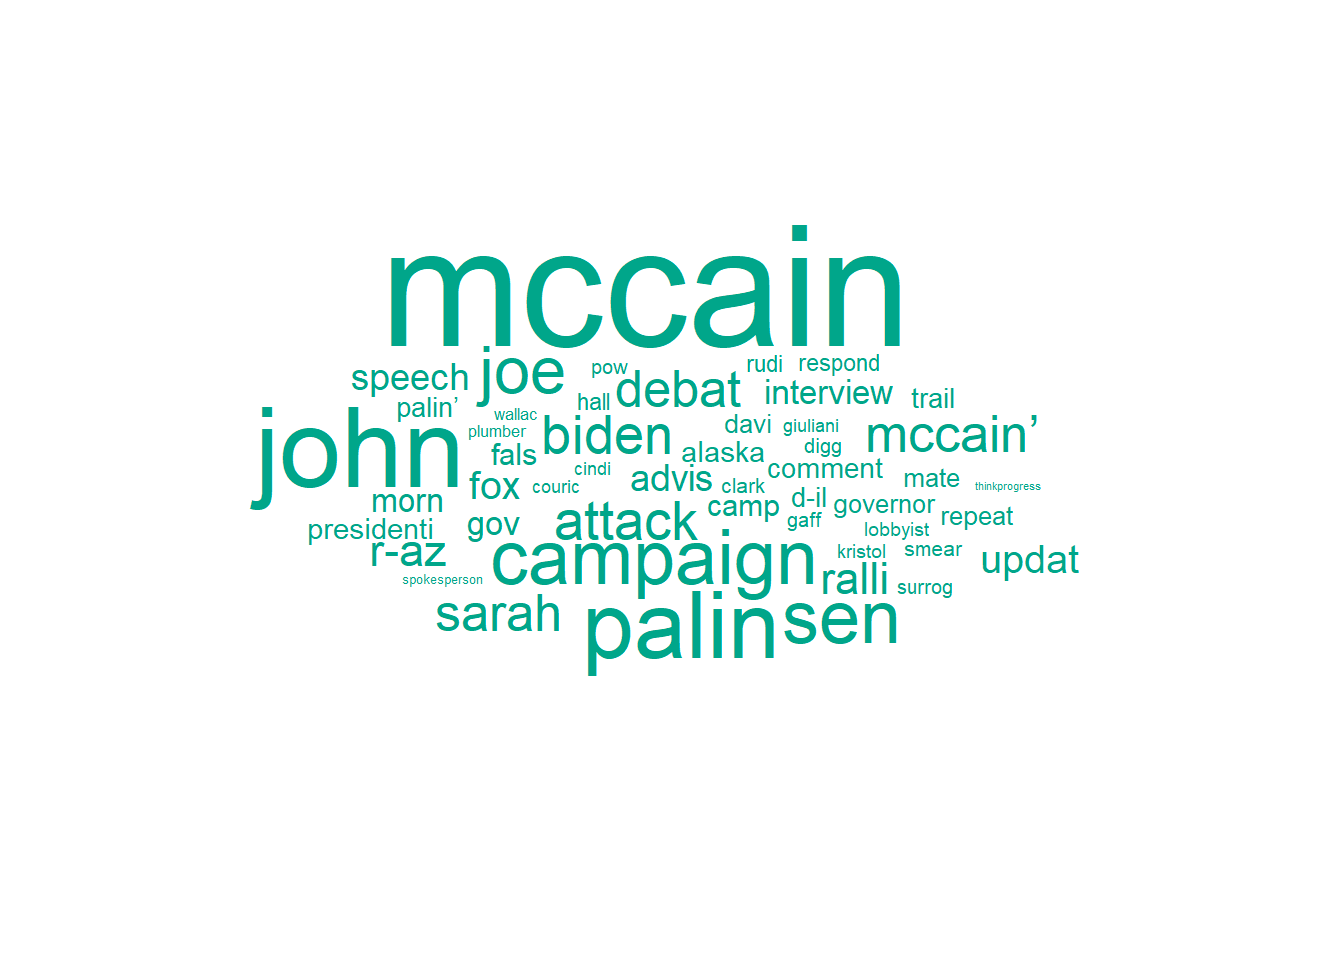 mccain
joe
pow
rudi
respond
speech
debat
interview
trail
palin’
hall
wallac
john
plumber
biden
davi
giuliani
mccain’
fals
alaska
digg
cindi
comment
fox
couric
advis
clark
mate
thinkprogress
morn
camp
d-il
governor
presidenti
gov
attack
gaff
repeat
lobbyist
r-az
campaign
kristol
smear
updat
spokesperson
ralli
surrog
sarah
palin
sen